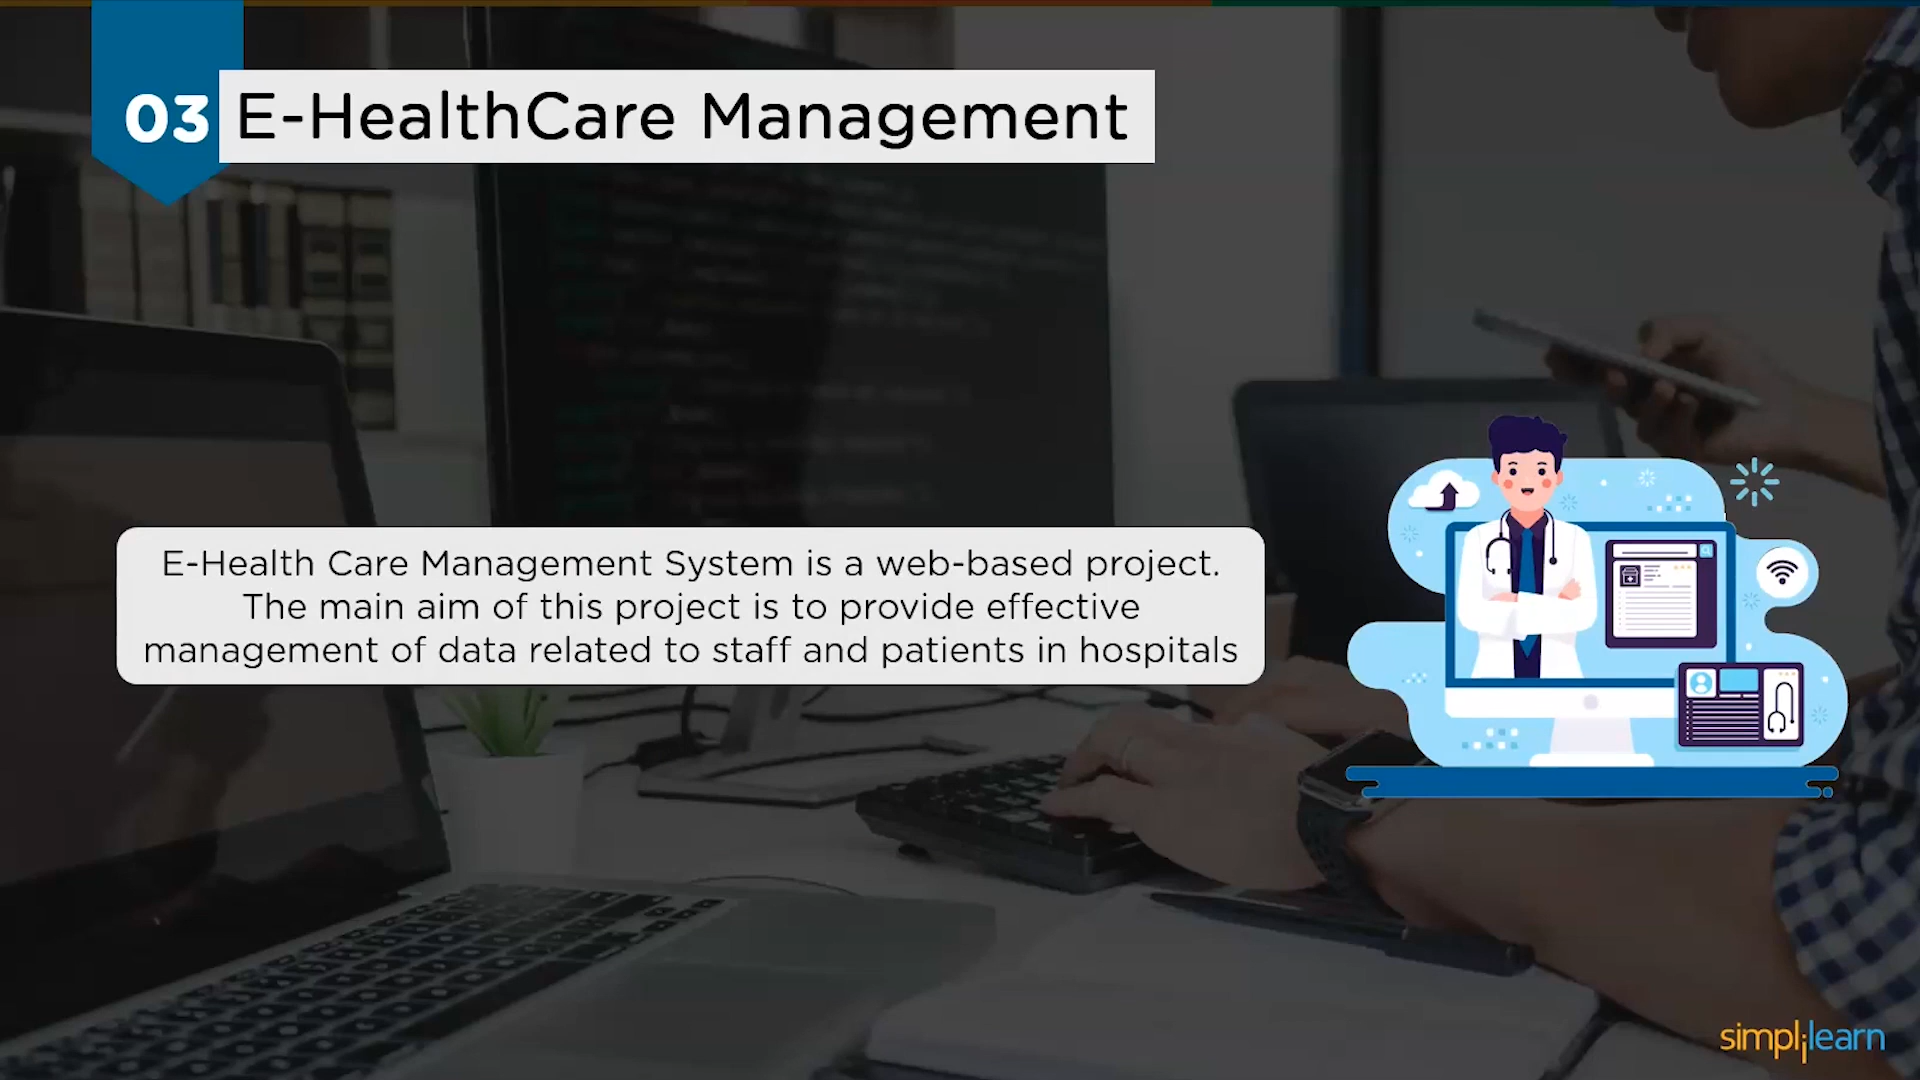 03 E-HealthCare Management
E-Health Care Management System is a web-based project.
The main aim of this project is to provide effective
management of data related to staff and patients in hospitals
simplilearn